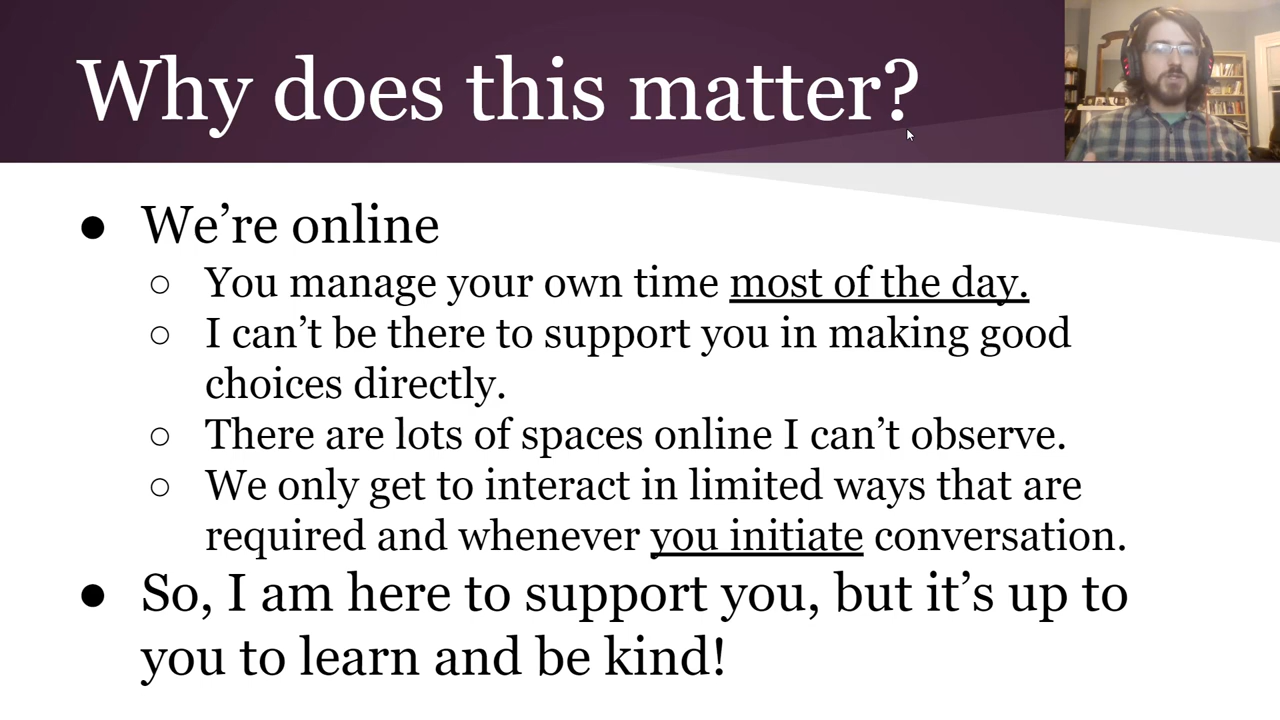 Why does this matter?
● We’re online
○ You manage your own time most of the day.
○ I can’t be there to support you in making good
choices directly.
○ There are lots of spaces online I can’t observe.
○ We only get to interact in limited ways that are
required and whenever you initiate conversation.
● So, I am here to support you, but it’s up to
you to learn and be kind!